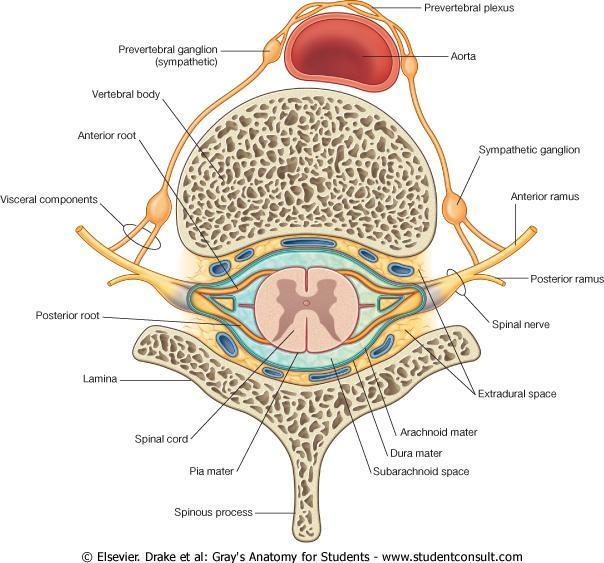 Prevertebral plexus
Prevertebral ganglion
(sympathetic)
Aorta
Vertebral body
Anterior root
Sympathetic ganglion
Visceral components
Anterior ramus
Posterior ramus
Posterior root
Spinal nerve
Lamina
Extradural space
Arachnoid mater
Spinal cord
Dura mater
Pia mater
Subarachnoid space
Spinous process
© Elsevier. Drake et al: Gray's Anatomy for Students - www.studentconsult.com